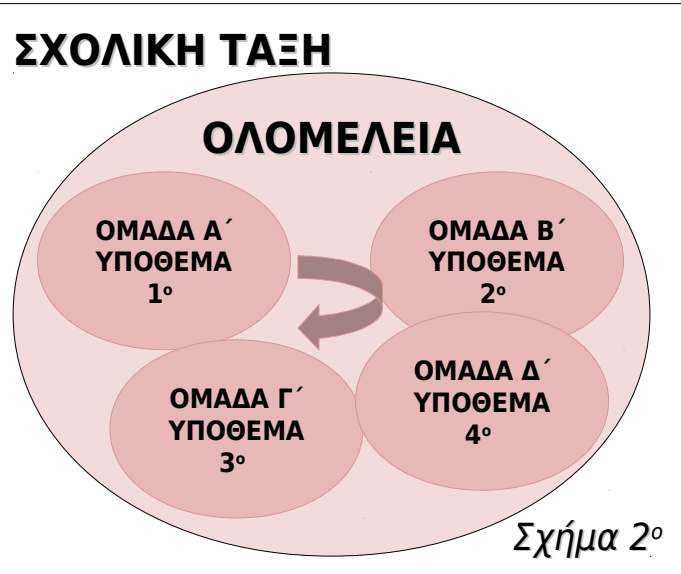 ΣΧΟΛΙΚΗ ΤΑΞΗ
ΟΛΟΜΕΛΕΙΑ
ΟΜΑΔΑ Α΄
ΥΠΟΘΕΜΑ
1ο
ΟΜΑΔΑ Β΄
ΥΠΟΘΕΜΑ
2ο
ΟΜΑΔΑ Γ΄
ΥΠΟΘΕΜΑ
3ο
ΟΜΑΔΑ Δ΄
ΥΠΟΘΕΜΑ
4ο
Σχήμα 2ο